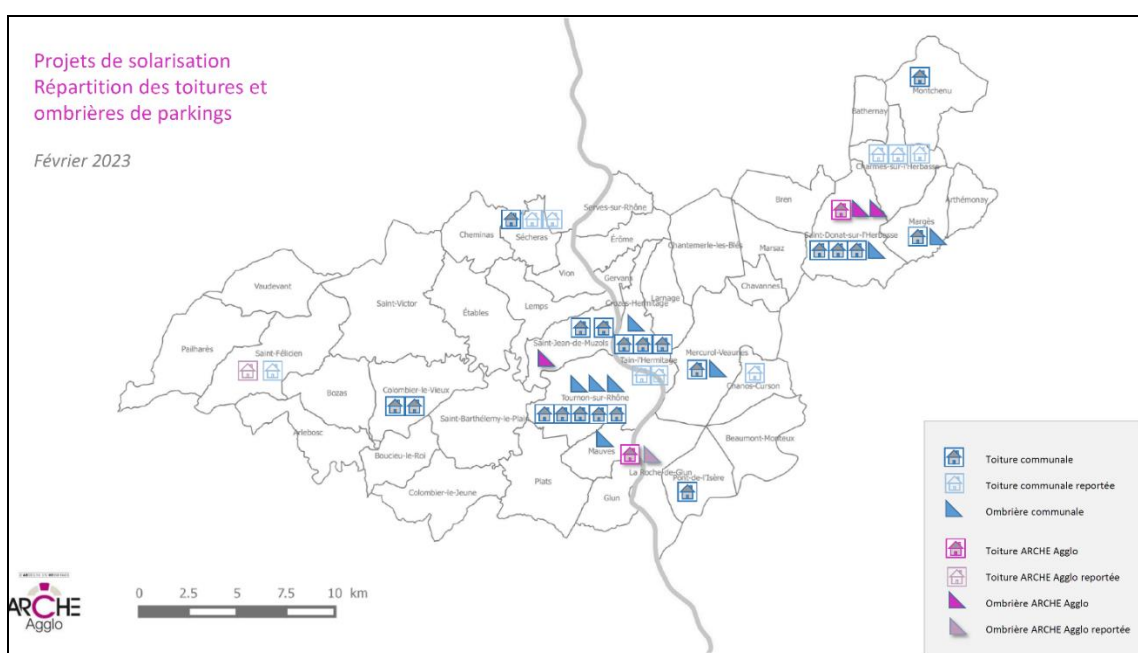 Projets de solarisation
Répartition des toitures et
ombrières de parkings
Février 2023
Montchenu
Bathernay
Charmes-sur-l'Herbasse
Bren
Arthémonay
Margès
Saint-Donat-sur-l'Herbasse
Serves-sur-Rhône
Cheminas
Sécheras
Érôme
Chantemerle-les-Blés
Marsaz
Vion
Gervans
Chavannes
Vaudevant
Saint-Victor
Étables
Lemps
Crozes-Hermitage
Larnage
Pailharès
Saint-Félicien
Saint-Jean-de-Muzols
Tain-l'Hermitage
Mercurol-Veaunes
Chanos-Curson
Bozas
Colombier-le-Vieux
Tournon-sur-Rhône
Saint-Barthélemy-le-Plain
Arlebosc
Boucieu-le-Roi
Mauves
Beaumont-Monteux
La Roche-de-Glun
Pont-de-l'Isère
Plats
Colombier-le-Jeune
Glun
Toiture communale
Toiture communale reportée
Ombrière communale
Toiture ARCHE Agglo
Toiture ARCHE Agglo reportée
Ombrière ARCHE Agglo
Ombrière ARCHE Agglo reportée
ARCHE
Agglo
0 2.5 5 7.5 10 km